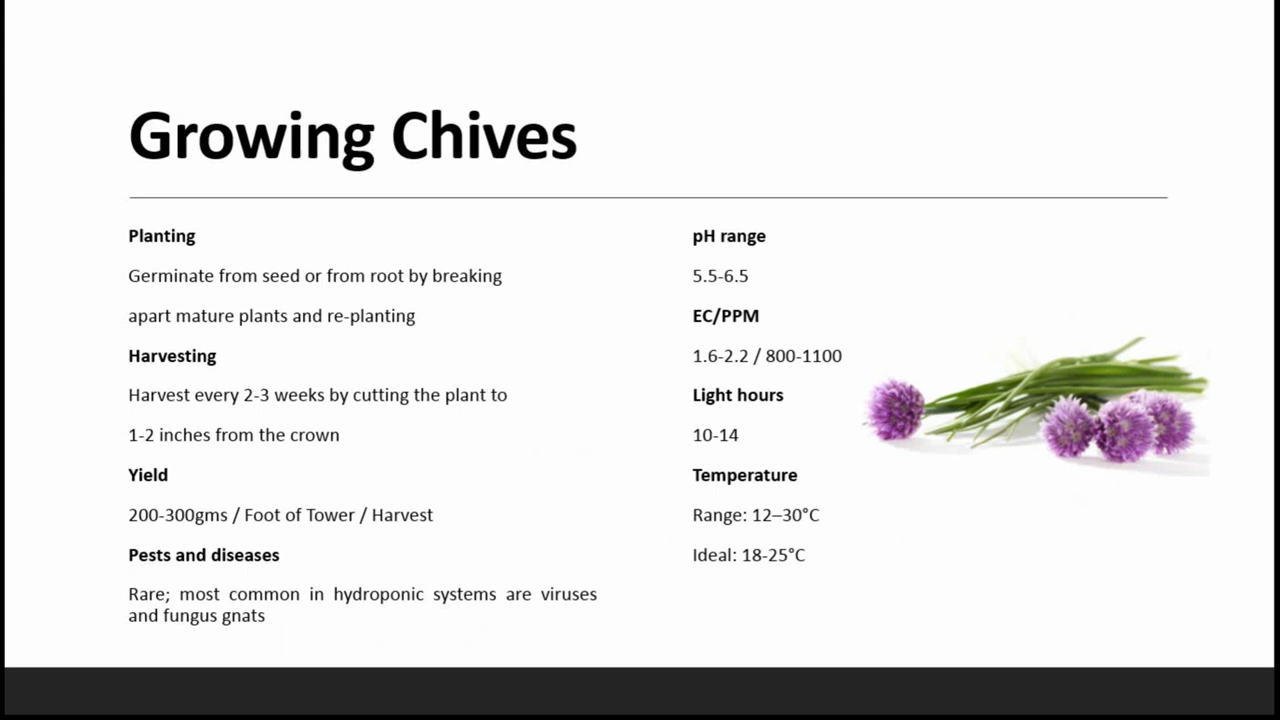 Growing Chives
Planting
Germinate from seed or from root by breaking
apart mature plants and re-planting
Harvesting
Harvest every 2-3 weeks by cutting the plant to
1-2 inches from the crown
Yield
200-300gms / Foot of Tower / Harvest
Pests and diseases
Rare; most common in hydroponic systems are viruses
and fungus gnats
pH range
5.5-6.5
EC/PPM
1.6-2.2 / 800-1100
Light hours
10-14
Temperature
Range: 12–30°C
Ideal: 18-25°C